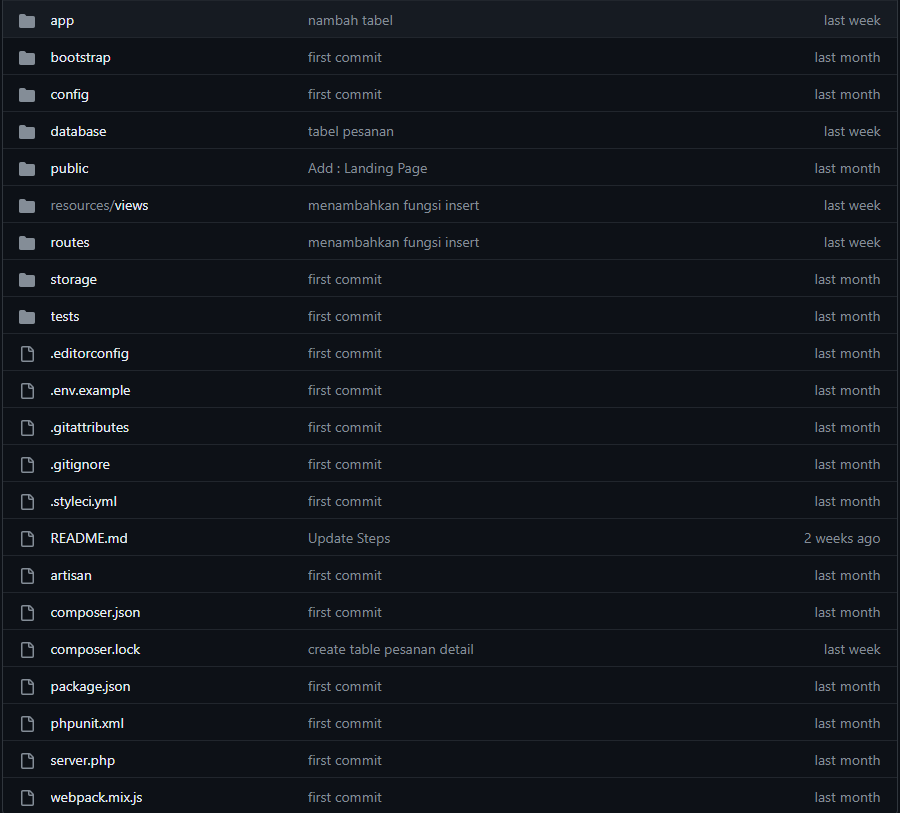 app nambah tabel last week
bootstrap first commit last month
config first commit last month
database tabel pesanan last week
public Add : Landing Page last month
resources/views menambahkan fungsi insert last week
routes menambahkan fungsi insert last week
storage first commit last month
tests first commit last month
.editorconfig first commit last month
.env.example first commit last month
.gitattributes first commit last month
.gitignore first commit last month
.styleci.yml first commit last month
README.md Update Steps 2 weeks ago
artisan first commit last month
composer.json first commit last month
composer.lock create table pesanan detail last week
package.json first commit last month
phpunit.xml first commit last month
server.php first commit last month
webpack.mix.js first commit last month